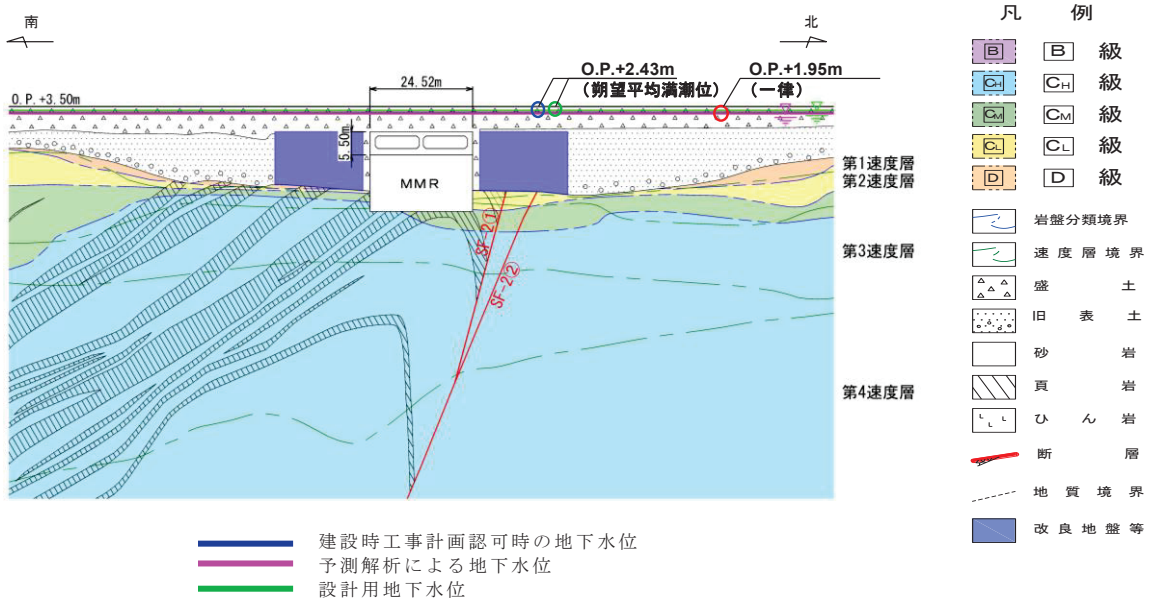 南
北
O.P.+2.43m
（朔望平均満潮位）
O.P.+1.95m
（一律）
24.52m
O.P.+3.50m
5.50m
MMR
SF-2①
SF-2②
第1速度層
第2速度層
第3速度層
第4速度層
凡 例
B B 級
CH CH 級
CM CM 級
CL CL 級
D D 級
岩盤分類境界
速度層境界
盛土
旧表土
砂岩
頁岩
ひん岩
断層
地質境界
改良地盤等
建設時工事計画認可時の地下水位
予測解析による地下水位
設計用地下水位